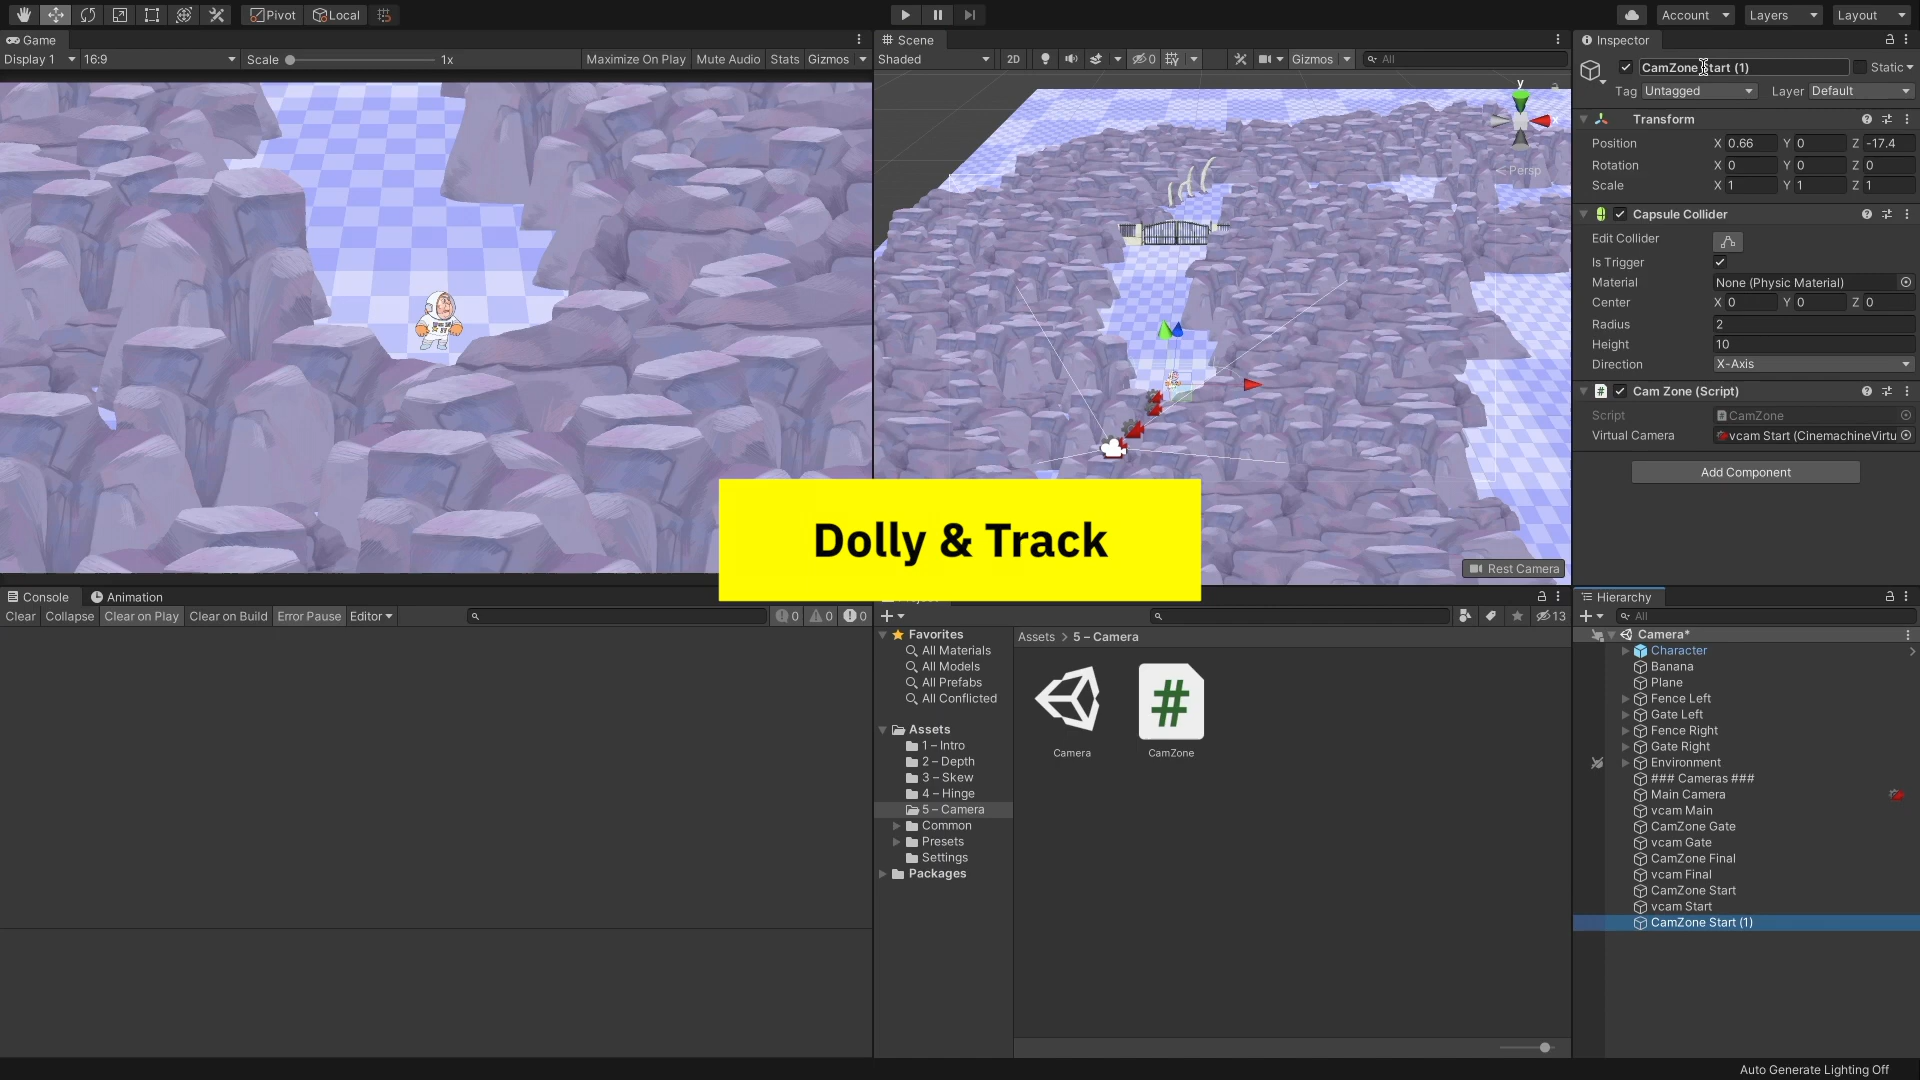 Pivot
Local
Account
Layers
Layout
Game
Display 1
16:9
Scale
1x
Maximize On Play
Mute Audio
Stats
Gizmos
Scene
Shaded
2D
0
Gizmos
All
y
Persp
Rest Camera
Inspector
CamZone Start (1)
Static
Tag
Untagged
Layer
Default
Transform
Position X 0.66 Y 0 Z -17.4
Rotation X 0 Y 0 Z 0
Scale X 1 Y 1 Z 1
Capsule Collider
Edit Collider
Is Trigger
Material None (Physic Material)
Center X 0 Y 0 Z 0
Radius 2
Height 10
Direction X-Axis
# Cam Zone (Script)
Script CamZone
Virtual Camera vcam Start (CinemachineVirtu
Add Component
Dolly & Track
Console
Animation
Clear
Collapse
Clear on Play
Clear on Build
Error Pause
Editor
0
0
0
13
Favorites
All Materials
All Models
All Prefabs
All Conflicted
Assets
1 – Intro
2 – Depth
3 – Skew
4 – Hinge
5 – Camera
Common
Presets
Settings
Packages
Assets > 5 – Camera
Camera
#
CamZone
Hierarchy
All
Camera*
Character
Banana
Plane
Fence Left
Gate Left
Fence Right
Gate Right
Environment
### Cameras ###
Main Camera
vcam Main
CamZone Gate
vcam Gate
CamZone Final
vcam Final
CamZone Start
vcam Start
CamZone Start (1)
Auto Generate Lighting Off